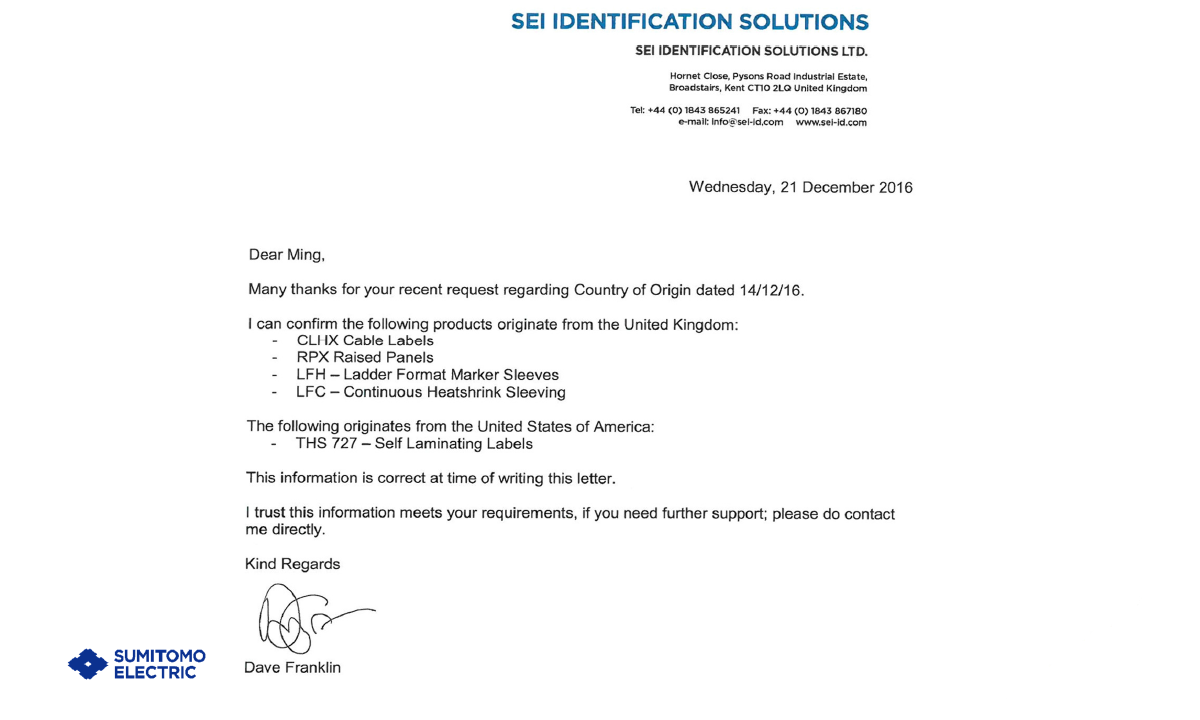 SEI IDENTIFICATION SOLUTIONS
SEI IDENTIFICATION SOLUTIONS LTD.
Hornet Close, Pysons Road Industrial Estate,
Broadstairs, Kent CT10 2LQ United Kingdom
Tel: +44 (0) 1843 865241 Fax: +44 (0) 1843 867180
e-mail: info@sei-id.com www.sei-id.com
Wednesday, 21 December 2016
Dear Ming,
Many thanks for your recent request regarding Country of Origin dated 14/12/16.
I can confirm the following products originate from the United Kingdom:
- CLHX Cable Labels
- RPX Raised Panels
- LFH – Ladder Format Marker Sleeves
- LFC – Continuous Heatshrink Sleeving
The following originates from the United States of America:
- THS 727 – Self Laminating Labels
This information is correct at time of writing this letter.
I trust this information meets your requirements, if you need further support; please do contact
me directly.
Kind Regards
Dave Franklin
SUMITOMO
ELECTRIC